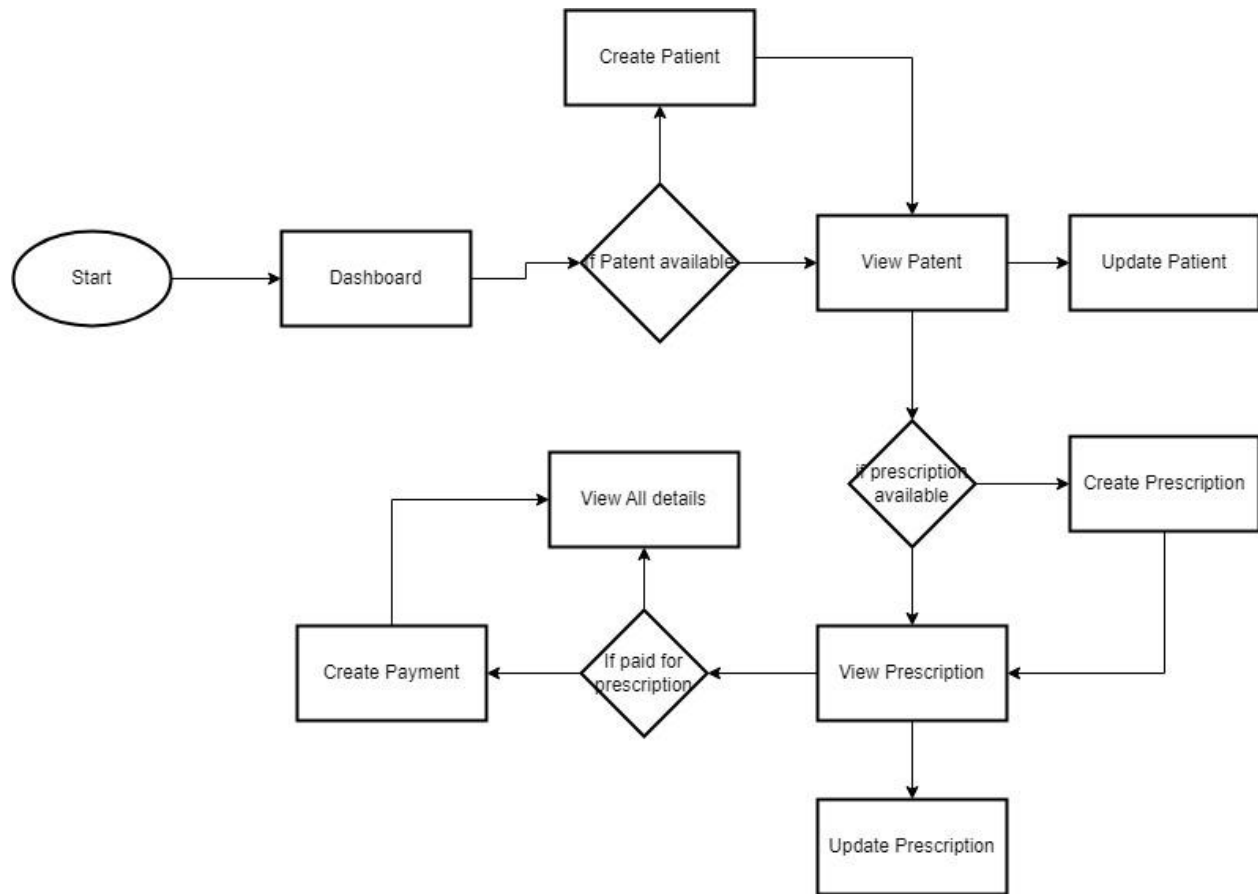 Create Patient
Start
Dashboard
if Patent available
View Patent
Update Patient
if prescription
available
Create Prescription
View All details
Create Payment
If paid for
prescription
View Prescription
Update Prescription